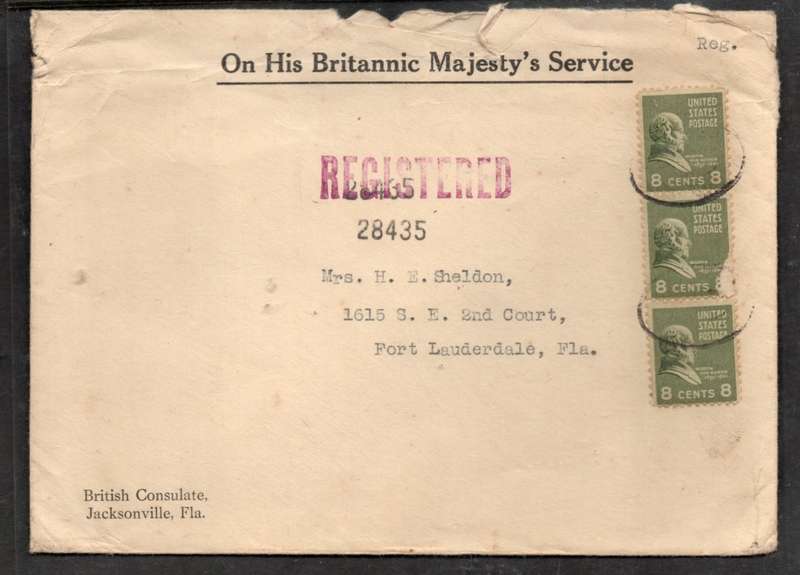 Reg.
On His Britannic Majesty's Service
UNITED
STATES
POSTAGE
8 CENTS 8
REGISTERED
28435
28435
UNITED
STATES
POSTAGE
8 CENTS 8
Mrs. H. E. Sheldon,
1615 S. E. 2nd Court,
Fort Lauderdale, Fla.
UNITED
STATES
POSTAGE
8 CENTS 8
British Consulate,
Jacksonville, Fla.